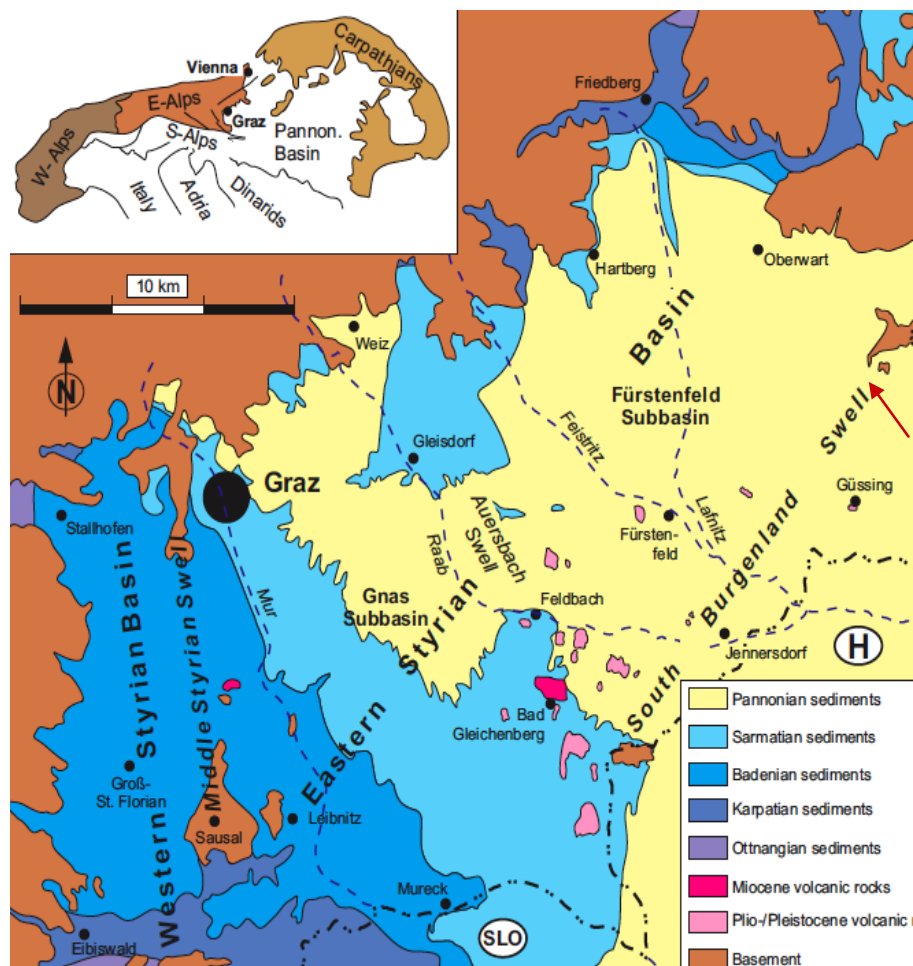 Carpathians
Vienna
E-Alps
Graz
S-Alps
Pannon.
Basin
W-Alps
Italy
Adria
Dinarids
Friedberg
10 km
Hartberg
Oberwart
Weiz
Basin
N
Fürstenfeld
Subbasin
Swell
Feistritz
Gleisdorf
Graz
Güssing
Stallhofen
Auersbach
Swell
Fürsten-
feld
Lafnitz
Raab
Burgenland
Mur
Gnas
Subbasin
Feldbach
Styrian
Jennersdorf
H
Western Styrian Basin
Middle Styrian Swell
South
Bad
Gleichenberg
Eastern
Groß-
St. Florian
Sausal
Leibnitz
Mureck
Eibiswald
SLO
Pannonian sediments
Sarmatian sediments
Badenian sediments
Karpatian sediments
Ottnangian sediments
Miocene volcanic rocks
Plio-/Pleistocene volcanic
Basement